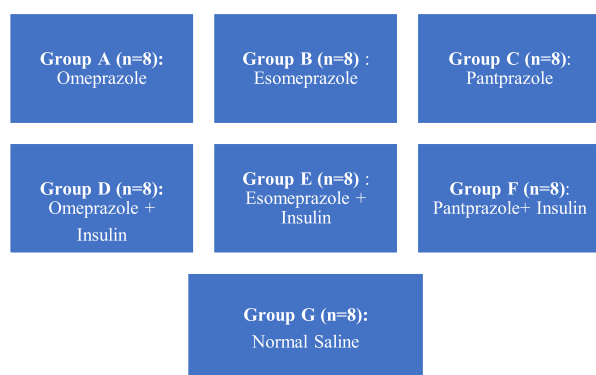 Group A (n=8):
Omeprazole
Group B (n=8) :
Esomeprazole
Group C (n=8):
Pantprazole
Group D (n=8):
Omeprazole +
Insulin
Group E (n=8) :
Esomeprazole +
Insulin
Group F (n=8):
Pantprazole+ Insulin
Group G (n=8):
Normal Saline